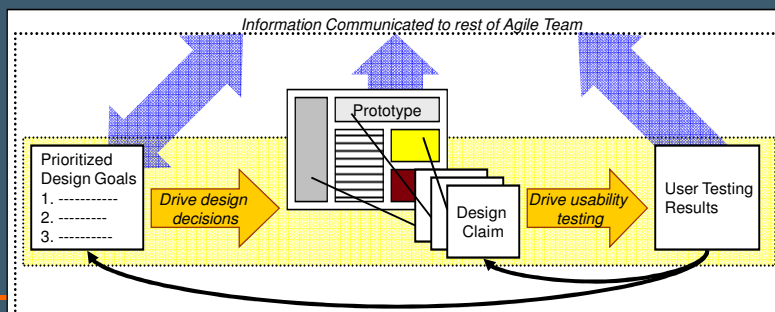 Information Communicated to rest of Agile Team
Prototype
Prioritized
Design Goals
1. -----------
2. ---------
3. ----------
Drive design
decisions
Design
Claim
Drive usability
testing
User Testing
Results